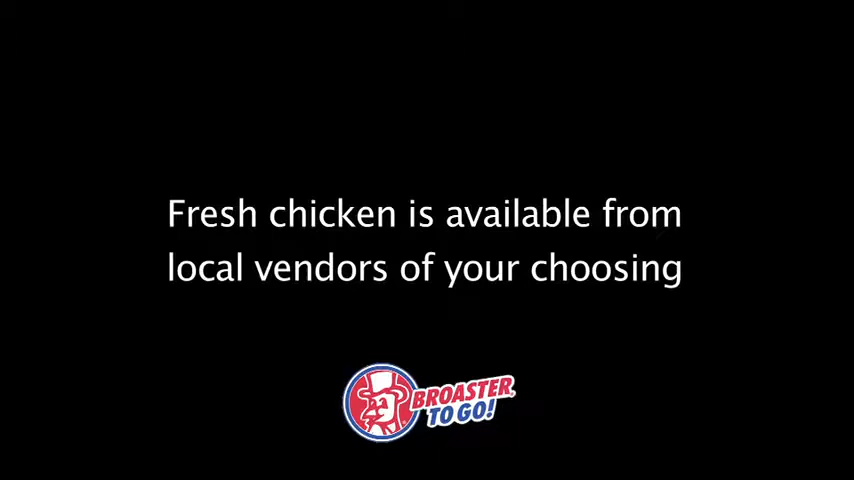 Fresh chicken is available from
local vendors of your choosing
BROASTER
TO GO!